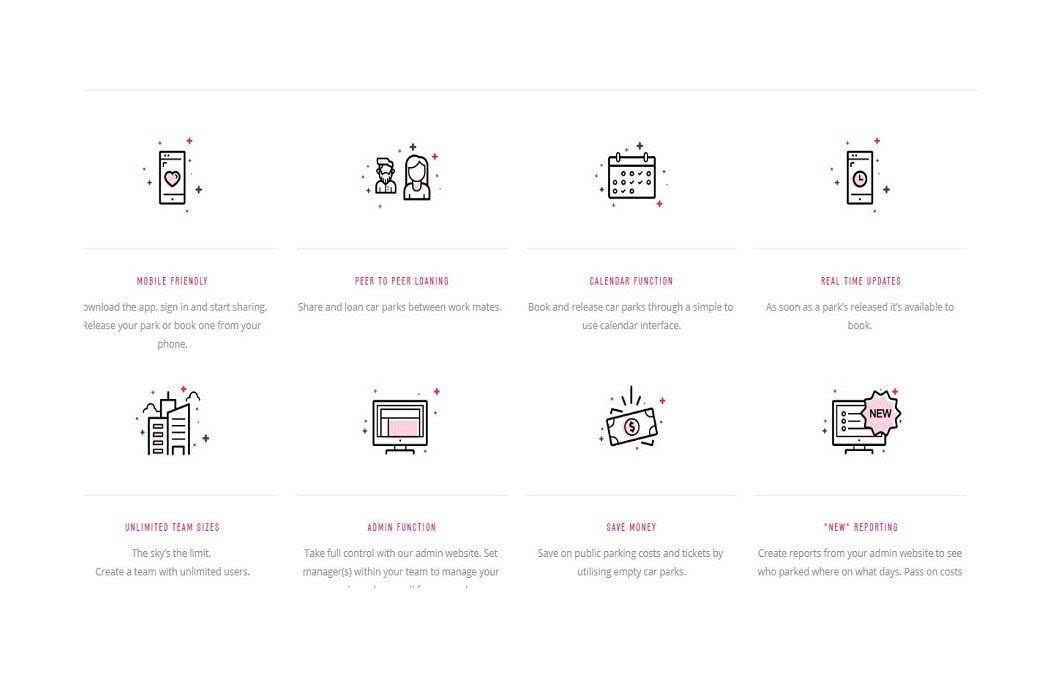 MOBILE FRIENDLY
ownload the app, sign in and start sharing.
Release your park or book one from your
phone.
PEER TO PEER LOANING
Share and loan car parks between work mates.
CALENDAR FUNCTION
Book and release car parks through a simple to
use calendar interface.
REAL TIME UPDATES
As soon as a park's released it's available to
book.
NEW
UNLIMITED TEAM SIZES
The sky's the limit.
Create a team with unlimited users.
ADMIN FUNCTION
Take full control with our admin website. Set
manager(s) within your team to manage your
SAVE MONEY
Save on public parking costs and tickets by
utilising empty car parks.
"NEW" REPORTING
Create reports from your admin website to see
who parked where on what days. Pass on costs